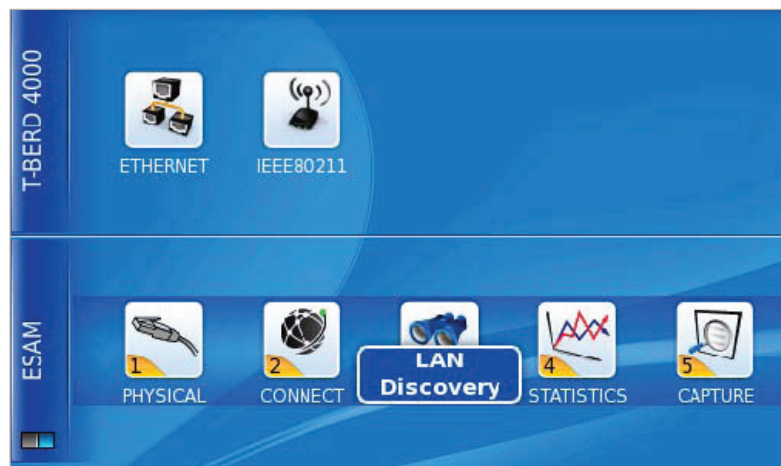 T-BERD 4000
ETHERNET
IEEE80211
ESAM
1
2
4
5
PHYSICAL
CONNECT
LAN
Discovery
STATISTICS
CAPTURE